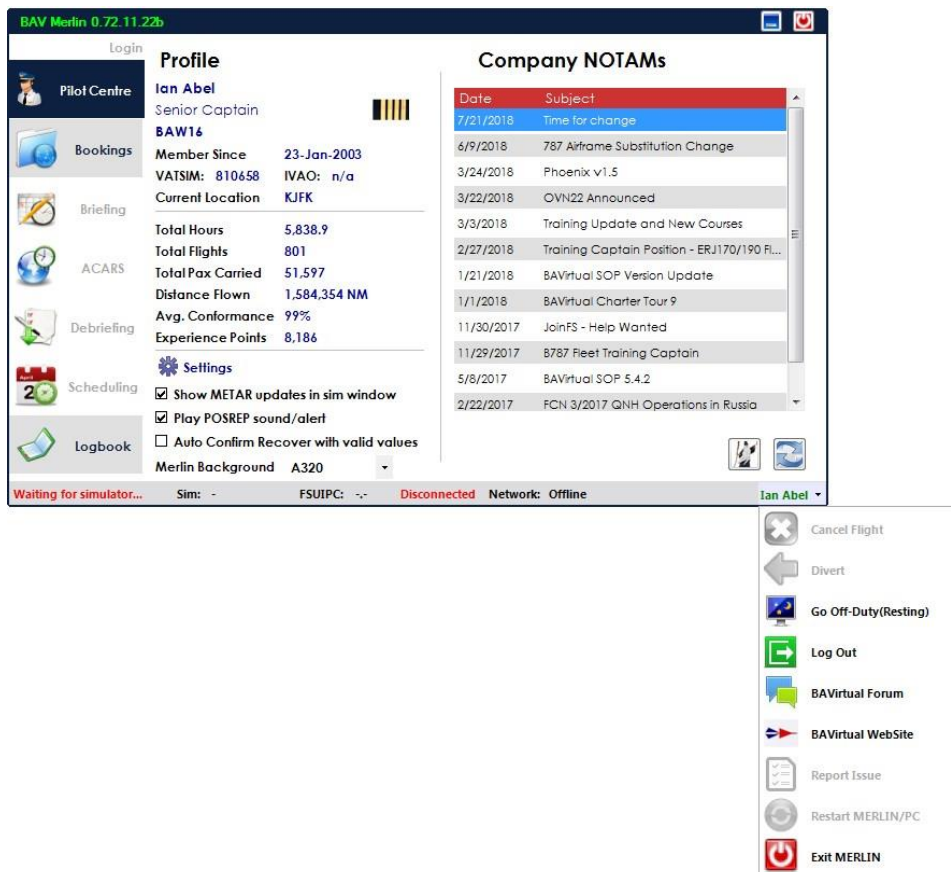 BAV Merlin 0.72.11.22b
Login
Pilot Centre
Bookings
Briefing
ACARS
Debriefing
April
20
Scheduling
Logbook
Profile
Ian Abel
Senior Captain
BAW16
Member Since 23-Jan-2003
VATSIM: 810658 IVAO: n/a
Current Location KJFK
Total Hours 5,838.9
Total Flights 801
Total Pax Carried 51,597
Distance Flown 1,584,354 NM
Avg. Conformance 99%
Experience Points 8,186
Settings
Show METAR updates in sim window
Play POSREP sound/alert
Auto Confirm Recover with valid values
Merlin Background A320
Company NOTAMs
Date Subject
7/21/2018 Time for change
6/9/2018 787 Airframe Substitution Change
3/24/2018 Phoenix v1.5
3/22/2018 OVN22 Announced
3/3/2018 Training Update and New Courses
2/27/2018 Training Captain Position - ERJ170/190 Fl...
1/21/2018 BAVirtual SOP Version Update
1/1/2018 BAVirtual Charter Tour 9
11/30/2017 JoinFS - Help Wanted
11/29/2017 B787 Fleet Training Captain
5/8/2017 BAVirtual SOP 5.4.2
2/22/2017 FCN 3/2017 QNH Operations in Russia
Waiting for simulator... Sim: - FSUIPC: -.- Disconnected Network: Offline Ian Abel
Cancel Flight
Divert
Go Off-Duty(Resting)
Log Out
BAVirtual Forum
BAVirtual WebSite
Report Issue
Restart MERLIN/PC
Exit MERLIN